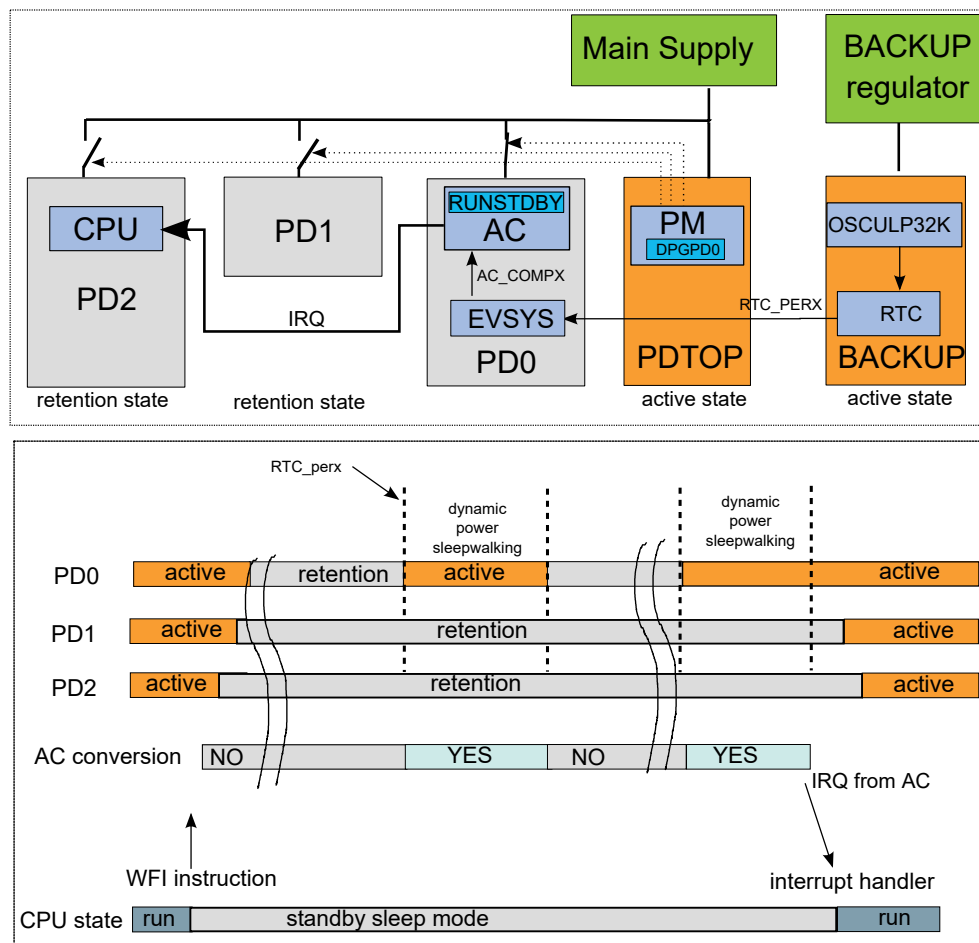 Main Supply
BACKUP
regulator
RUNSTDBY
AC
CPU
PD1
PM
DPGPD0
OSCULP32K
AC_COMPX
PD2
IRQ
EVSYS
RTC_PERX
RTC
PD0
PDTOP
BACKUP
retention state
retention state
active state
active state
RTC_perx
dynamic
power
sleepwalking
dynamic
power
sleepwalking
PD0
active
retention
active
active
PD1
active
retention
active
PD2
active
retention
active
AC conversion
NO
YES
NO
YES
IRQ from AC
WFI instruction
interrupt handler
CPU state
run
standby sleep mode
run